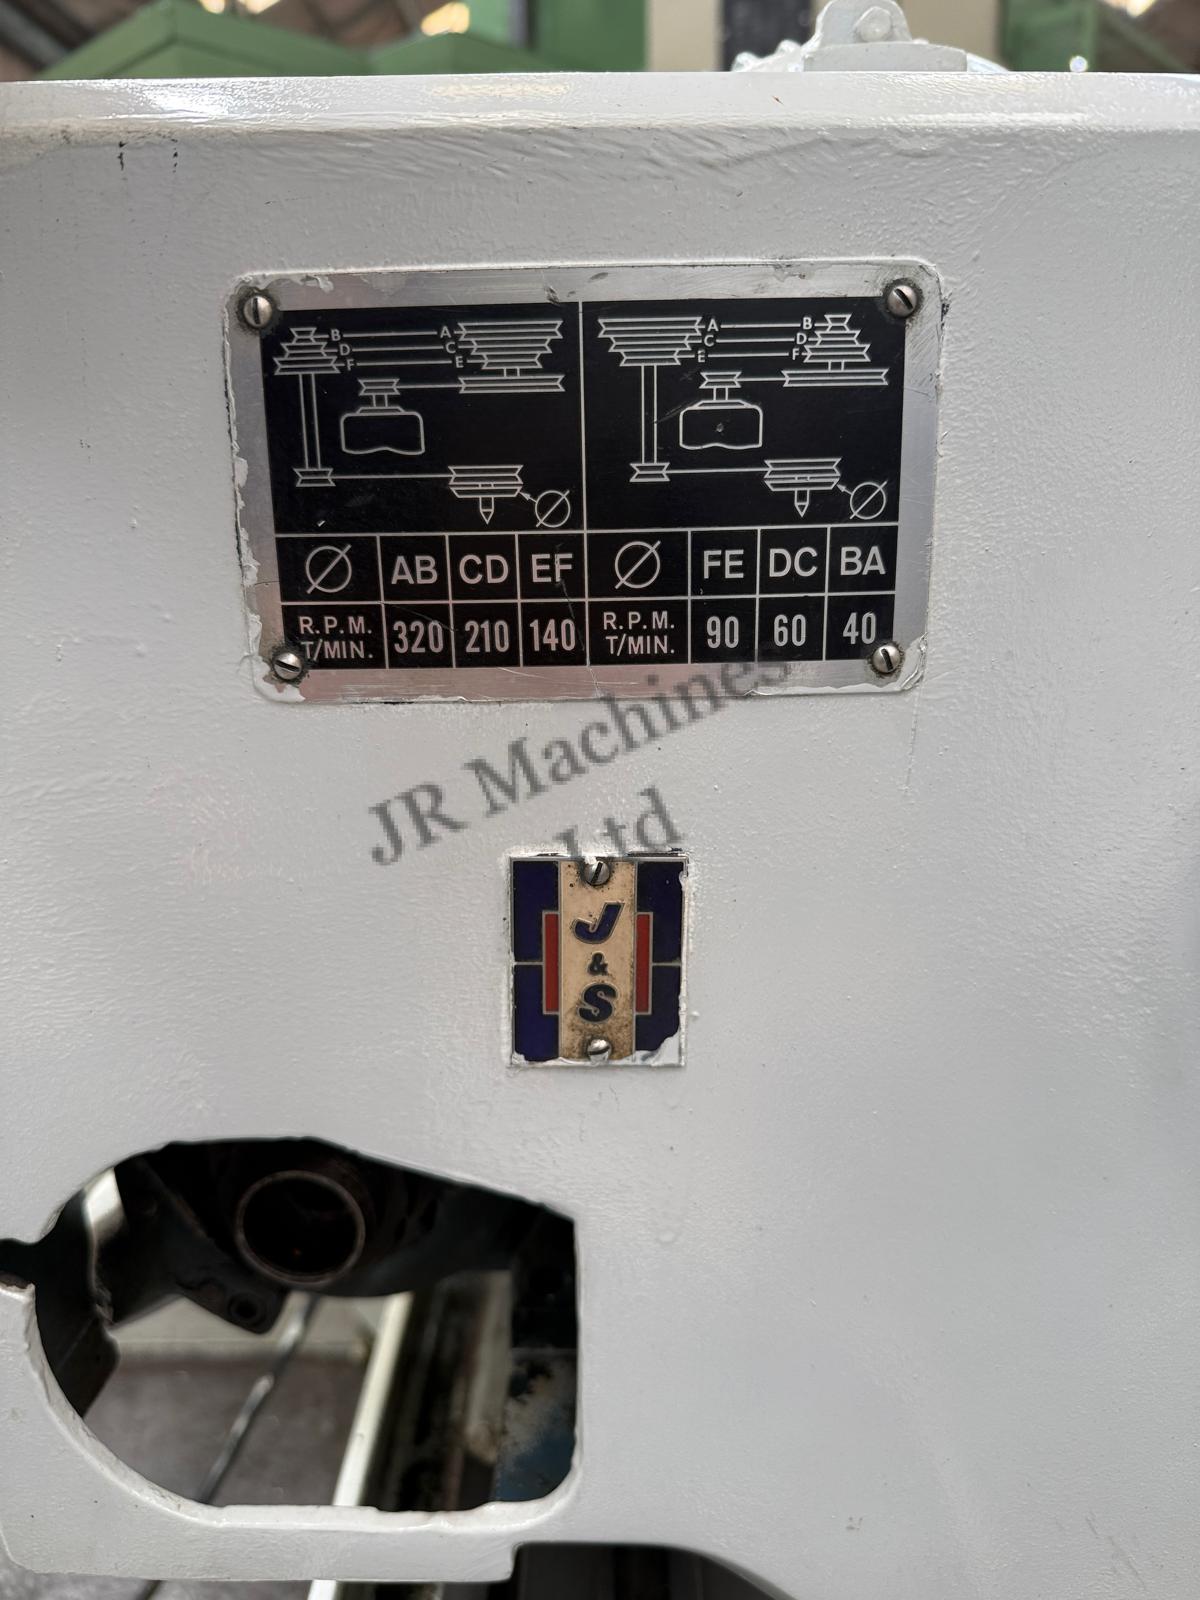 B A A B
D C C D
F E E F
Ø Ø
Ø AB CD EF Ø FE DC BA
R.P.M. T/MIN. 320 210 140 R.P.M. T/MIN. 90 60 40
JR Machines
Ltd
J
&
S